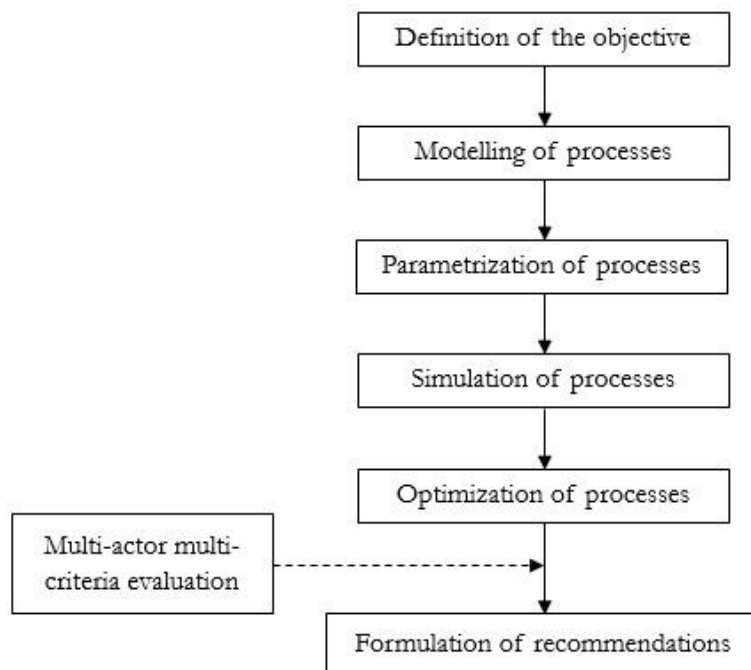 Definition of the objective
Modelling of processes
Parametrization of processes
Simulation of processes
Optimization of processes
Multi-actor multi-
criteria evaluation
Formulation of recommendations